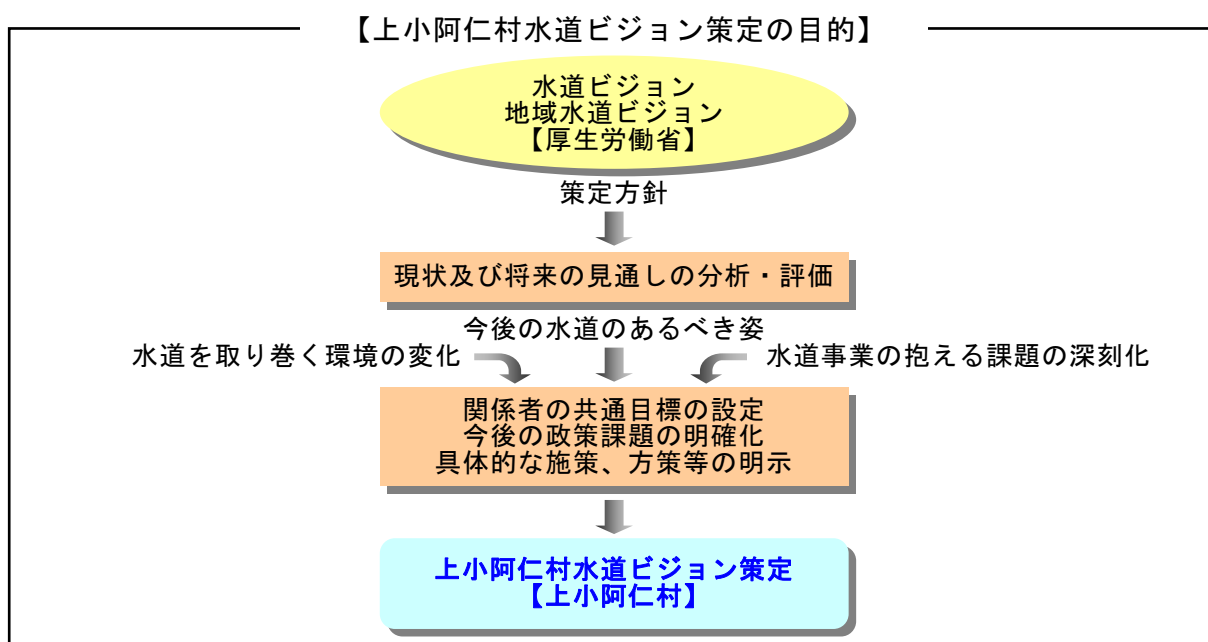 【上小阿仁村水道ビジョン策定の目的】
水道ビジョン
地域水道ビジョン
【厚生労働省】
策定方針
現状及び将来の見通しの分析・評価
今後の水道のあるべき姿
水道を取り巻く環境の変化
水道事業の抱える課題の深刻化
関係者の共通目標の設定
今後の政策課題の明確化
具体的な施策、方策等の明示
上小阿仁村水道ビジョン策定
【上小阿仁村】